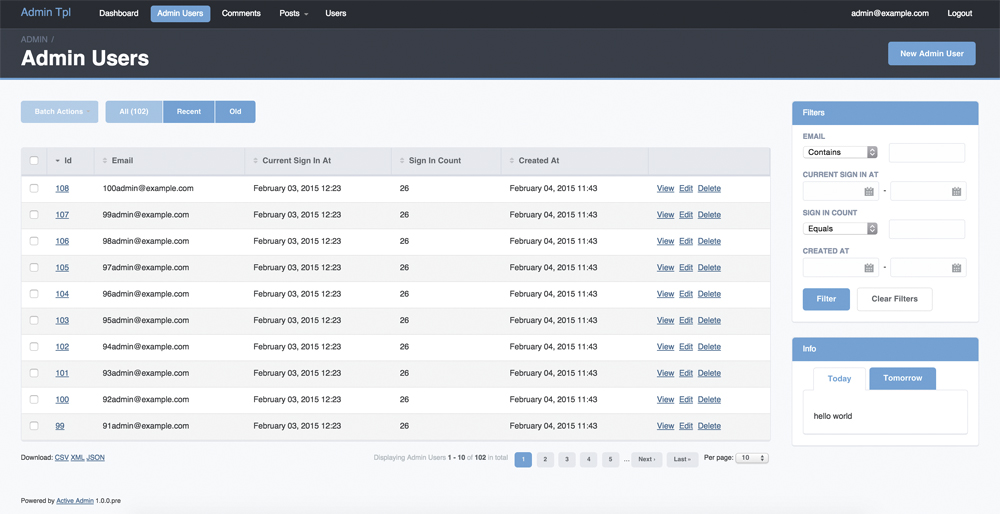 Admin Tpl Dashboard Admin Users Comments Posts Users admin@example.com Logout
ADMIN /
Admin Users New Admin User
Batch Actions All (102) Recent Old
Id Email Current Sign In At Sign In Count Created At
108 100admin@example.com February 03, 2015 12:23 26 February 04, 2015 11:43 View Edit Delete
107 99admin@example.com February 03, 2015 12:23 26 February 04, 2015 11:43 View Edit Delete
106 98admin@example.com February 03, 2015 12:23 26 February 04, 2015 11:43 View Edit Delete
105 97admin@example.com February 03, 2015 12:23 26 February 04, 2015 11:43 View Edit Delete
104 96admin@example.com February 03, 2015 12:23 26 February 04, 2015 11:43 View Edit Delete
103 95admin@example.com February 03, 2015 12:23 26 February 04, 2015 11:43 View Edit Delete
102 94admin@example.com February 03, 2015 12:23 26 February 04, 2015 11:43 View Edit Delete
101 93admin@example.com February 03, 2015 12:23 26 February 04, 2015 11:43 View Edit Delete
100 92admin@example.com February 03, 2015 12:23 26 February 04, 2015 11:43 View Edit Delete
99 91admin@example.com February 03, 2015 12:23 26 February 04, 2015 11:43 View Edit Delete
Download: CSV XML JSON Displaying Admin Users 1 - 10 of 102 in total 1 2 3 4 5 ... Next › Last » Per page: 10
Filters
EMAIL
Contains
CURRENT SIGN IN AT
-
SIGN IN COUNT
Equals
CREATED AT
-
Filter Clear Filters
Info
Today Tomorrow
hello world
Powered by Active Admin 1.0.0.pre